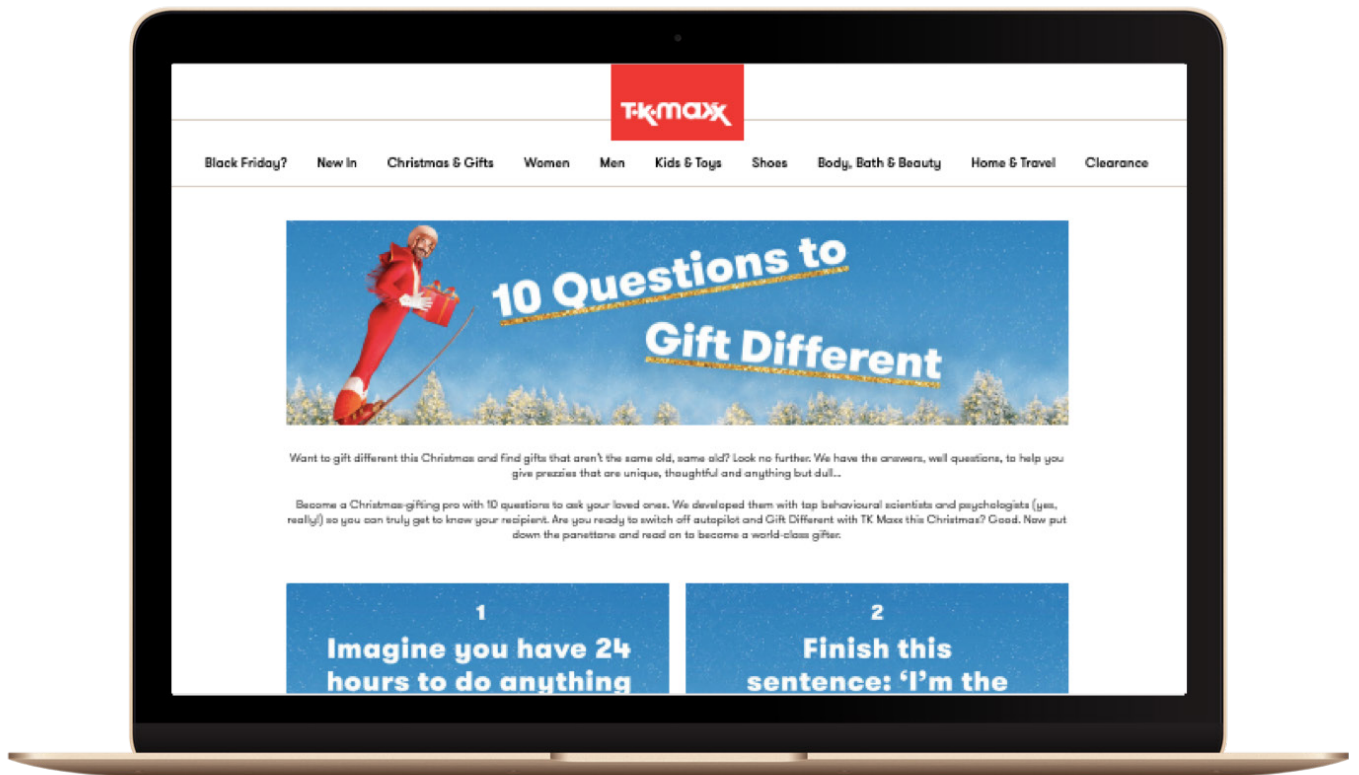 T·K·maxx
Black Friday? New In Christmas & Gifts Women Men Kids & Toys Shoes Body, Bath & Beauty Home & Travel Clearance
10 Questions to
Gift Different
Want to gift different this Christmas and find gifts that aren't the same old, same old? Look no further. We have the answers, well questions, to help you
give prezzies that are unique, thoughtful and anything but dull...
Become a Christmas-gifting pro with 10 questions to ask your loved ones. We developed them with top behavioural scientists and psychologists (yes,
really!) so you can truly get to know your recipient. Are you ready to switch off autopilot and Gift Different with TK Maxx this Christmas? Good. Now put
down the panettone and read on to become a world-class gifter.
1
Imagine you have 24
hours to do anything
2
Finish this
sentence: 'I'm the